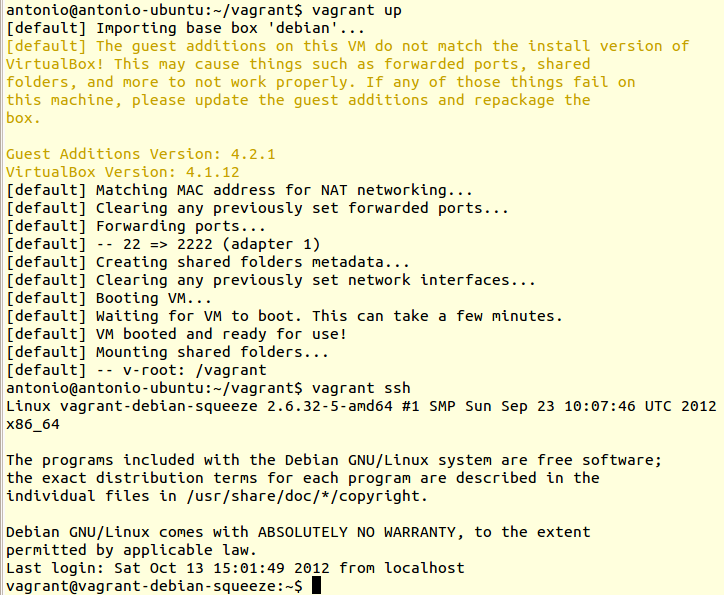 antonio@antonio-ubuntu:~/vagrant$ vagrant up
[default] Importing base box 'debian'...
[default] The guest additions on this VM do not match the install version of
VirtualBox! This may cause things such as forwarded ports, shared
folders, and more to not work properly. If any of those things fail on
this machine, please update the guest additions and repackage the
box.

Guest Additions Version: 4.2.1
VirtualBox Version: 4.1.12
[default] Matching MAC address for NAT networking...
[default] Clearing any previously set forwarded ports...
[default] Forwarding ports...
[default] -- 22 => 2222 (adapter 1)
[default] Creating shared folders metadata...
[default] Clearing any previously set network interfaces...
[default] Booting VM...
[default] Waiting for VM to boot. This can take a few minutes.
[default] VM booted and ready for use!
[default] Mounting shared folders...
[default] -- v-root: /vagrant
antonio@antonio-ubuntu:~/vagrant$ vagrant ssh
Linux vagrant-debian-squeeze 2.6.32-5-amd64 #1 SMP Sun Sep 23 10:07:46 UTC 2012
x86_64

The programs included with the Debian GNU/Linux system are free software;
the exact distribution terms for each program are described in the
individual files in /usr/share/doc/*/copyright.

Debian GNU/Linux comes with ABSOLUTELY NO WARRANTY, to the extent
permitted by applicable law.
Last login: Sat Oct 13 15:01:49 2012 from localhost
vagrant@vagrant-debian-squeeze:~$